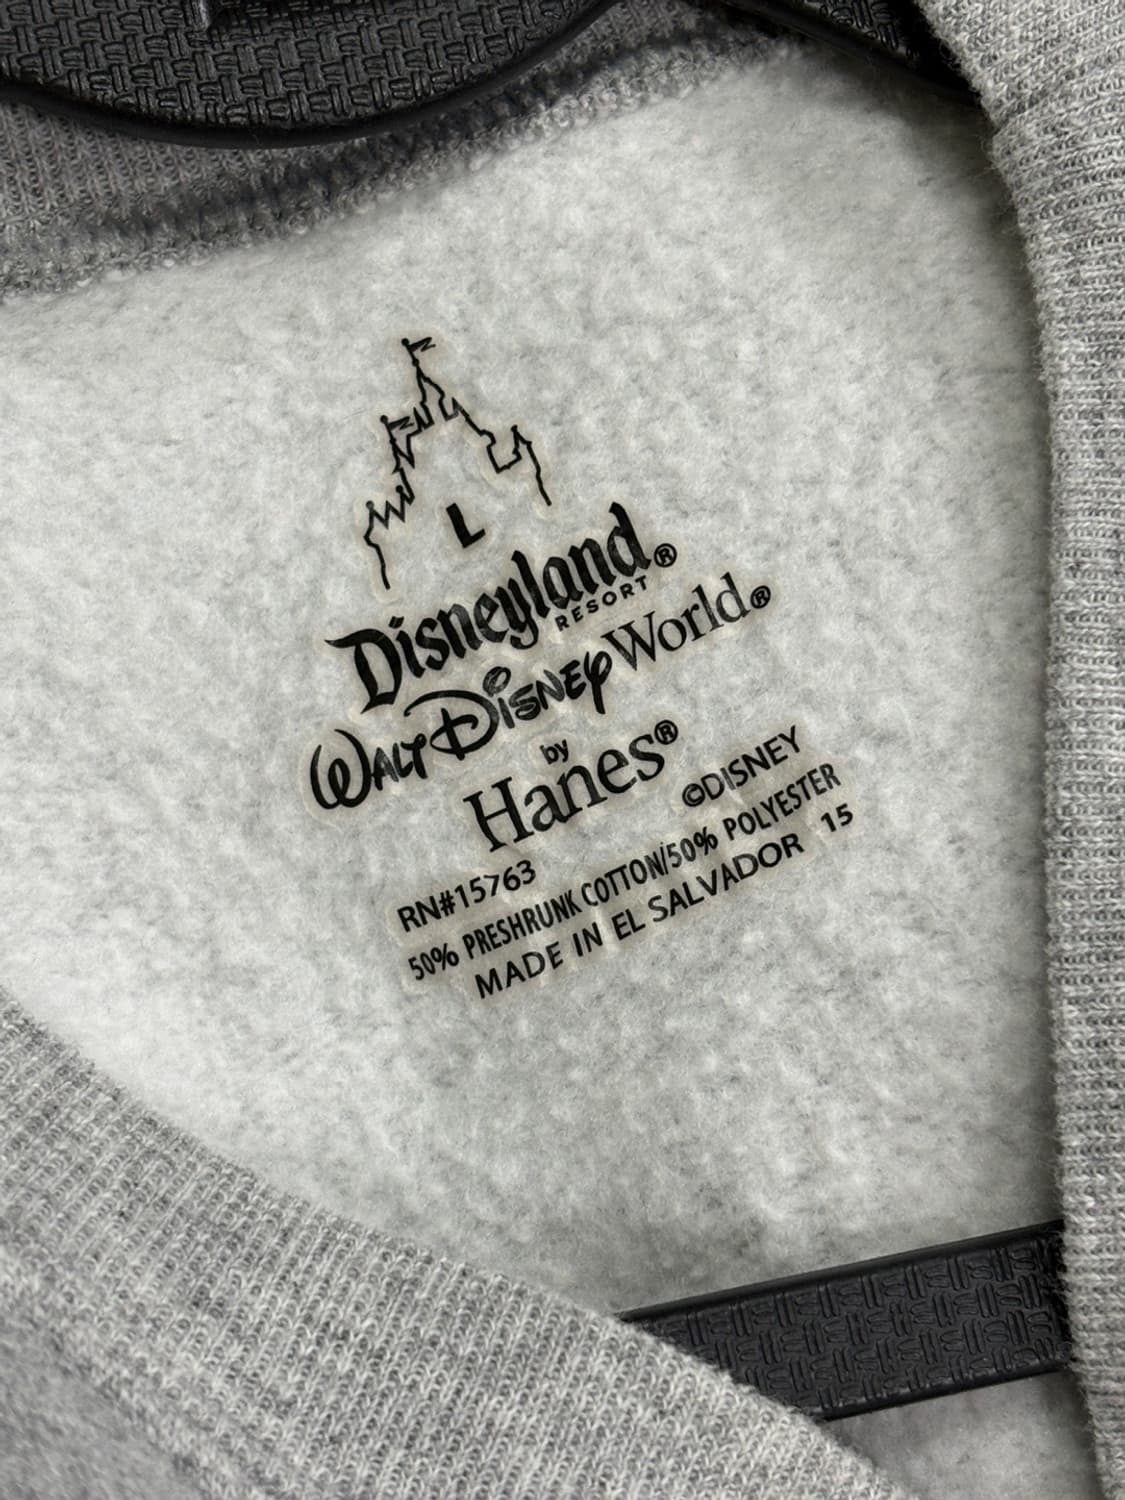 L
Disneyland®
RESORT
WALT DISNEY World®
by
Hanes®
©DISNEY
RN#15763
50% PRESHRUNK COTTON/50% POLYESTER
MADE IN EL SALVADOR 15